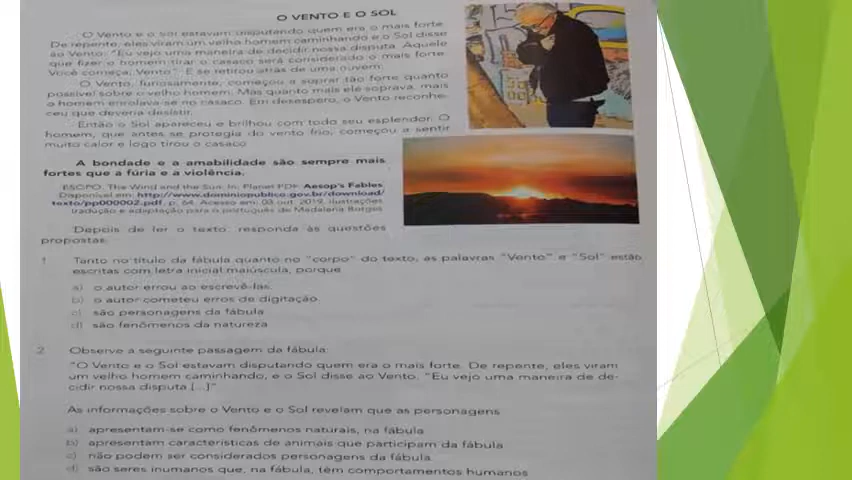 O VENTO E O SOL
O Vento e o Sol estavam disputando quem era o mais forte.
De repente, eles viram um velho homem caminhando e o Sol disse
ao Vento: "Eu vejo uma maneira de decidir nossa disputa. Aquele
que fizer o homem tirar o casaco será considerado o mais forte.
Você começa, Vento". E se retirou atrás de uma nuvem.
O Vento, furiosamente, começou a soprar tão forte quanto
possível sobre o velho homem. Mas quanto mais ele soprava, mais
o homem enrolava-se no casaco. Em desespero, o Vento reconhe-
ceu que deveria desistir.
Então o Sol apareceu e brilhou com todo seu esplendor. O
homem, que antes se protegia do vento frio, começou a sentir
muito calor e logo tirou o casaco.
A bondade e a amabilidade são sempre mais
fortes que a fúria e a violência.
ESOPO. The Wind and the Sun. In: Planet PDF. Aesop's Fables
Disponível em: http://www.dominiopublico.gov.br/download/
texto/pp000002.pdf, p. 64. Acesso em: 03 out. 2019. Ilustrações
tradução e adaptação para o português de Madalena Borges
Depois de ler o texto, responda às questões
propostas.
1 Tanto no título da fábula quanto no "corpo" do texto, as palavras "Vento" e "Sol" estão
escritas com letra inicial maiúscula, porque
a) o autor errou ao escrevê-las.
b) o autor cometeu erros de digitação.
c) são personagens da fábula
d) são fenômenos da natureza
2 Observe a seguinte passagem da fábula:
"O Vento e o Sol estavam disputando quem era o mais forte. De repente, eles viram
um velho homem caminhando, e o Sol disse ao Vento: "Eu vejo uma maneira de de-
cidir nossa disputa [...]"
As informações sobre o Vento e o Sol revelam que as personagens
a) apresentam-se como fenômenos naturais, na fábula
b) apresentam características de animais que participam da fábula
c) não podem ser considerados personagens da fábula
d) são seres inumanos que, na fábula, têm comportamentos humanos